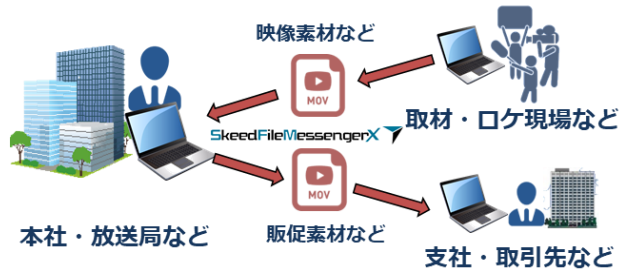 映像素材など
MOV
取材・ロケ現場など
SkeedFileMessengerX
MOV
本社・放送局など
販促素材など
支社・取引先など